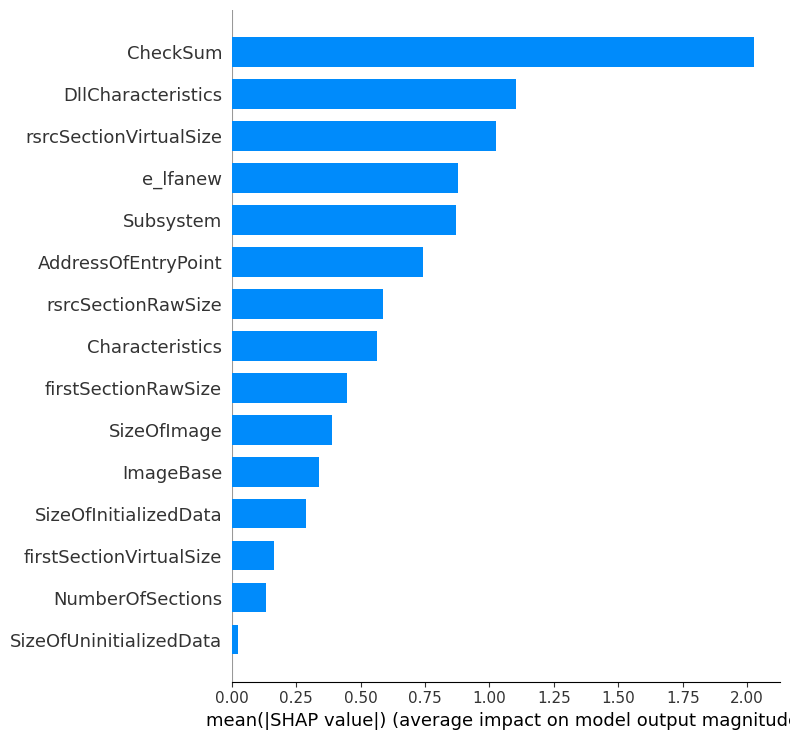 CheckSum
DllCharacteristics
rsrcSectionVirtualSize
e_lfanew
Subsystem
AddressOfEntryPoint
rsrcSectionRawSize
Characteristics
firstSectionRawSize
SizeOfImage
ImageBase
SizeOfInitializedData
firstSectionVirtualSize
NumberOfSections
SizeOfUninitializedData
0.00 0.25 0.50 0.75 1.00 1.25 1.50 1.75 2.00
mean(|SHAP value|) (average impact on model output magnitude